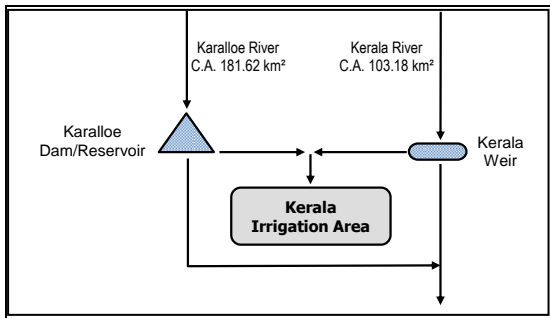 Karalloe River
C.A. 181.62 km²
Kerala River
C.A. 103.18 km²
Karalloe
Dam/Reservoir
Kerala
Weir
Kerala
Irrigation Area